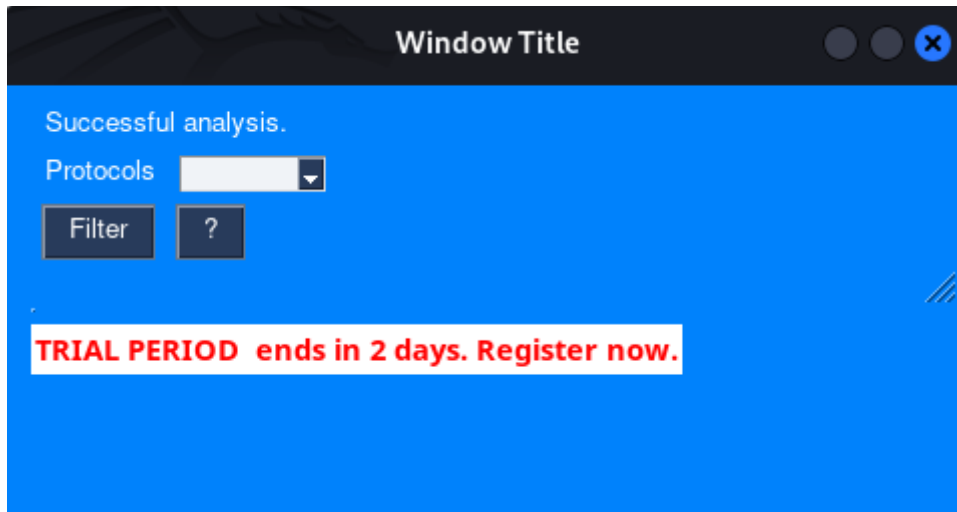 Window Title
Successful analysis.
Protocols
Filter ?
TRIAL PERIOD ends in 2 days. Register now.